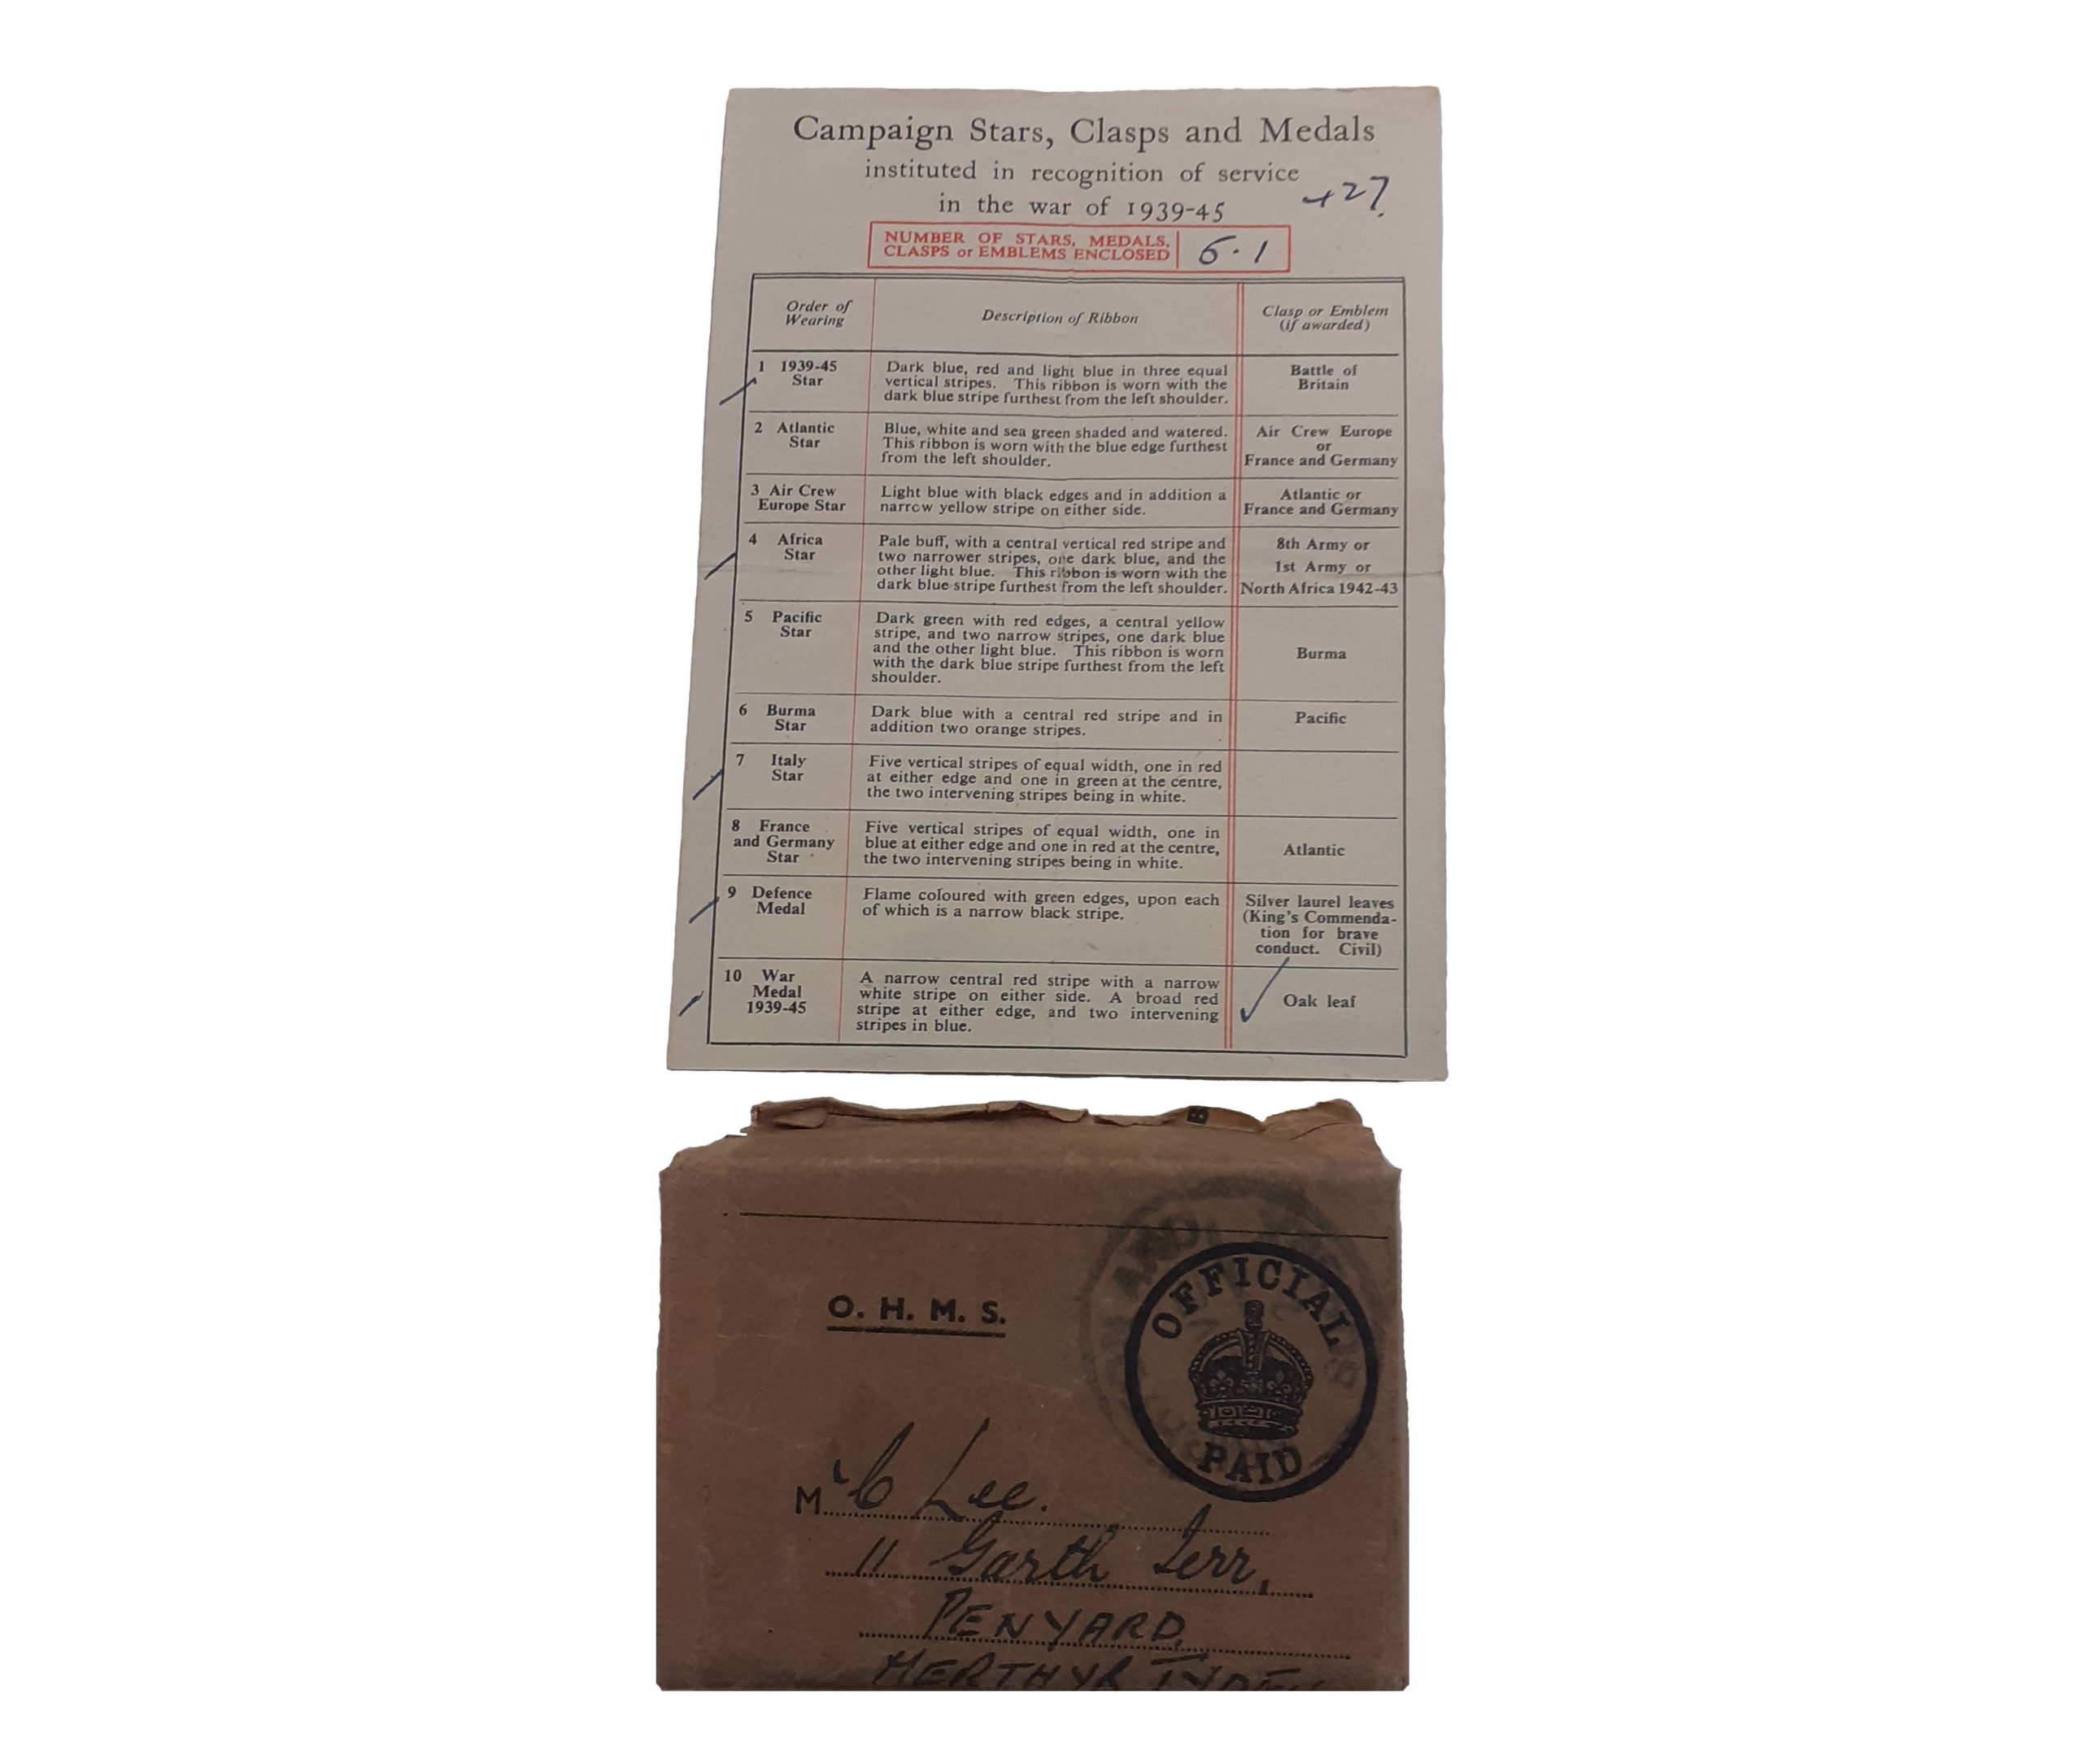 Campaign Stars, Clasps and Medals
instituted in recognition of service
in the war of 1939-45
+27.
NUMBER OF STARS, MEDALS,
CLASPS or EMBLEMS ENCLOSED
5.1
Order of
Wearing
Description of Ribbon
Clasp or Emblem
(if awarded)
1 1939-45
Star
Dark blue, red and light blue in three equal
vertical stripes. This ribbon is worn with the
dark blue stripe furthest from the left shoulder.
Battle of
Britain
2 Atlantic
Star
Blue, white and sea green shaded and watered.
This ribbon is worn with the blue edge furthest
from the left shoulder.
Air Crew Europe
or
France and Germany
3 Air Crew
Europe Star
Light blue with black edges and in addition a
narrow yellow stripe on either side.
Atlantic or
France and Germany
4 Africa
Star
Pale buff, with a central vertical red stripe and
two narrower stripes, one dark blue, and the
other light blue. This ribbon is worn with the
dark blue stripe furthest from the left shoulder.
8th Army or
1st Army or
North Africa 1942-43
5 Pacific
Star
Dark green with red edges, a central yellow
stripe, and two narrow stripes, one dark blue
and the other light blue. This ribbon is worn
with the dark blue stripe furthest from the left
shoulder.
Burma
6 Burma
Star
Dark blue with a central red stripe and in
addition two orange stripes.
Pacific
7 Italy
Star
Five vertical stripes of equal width, one in red
at either edge and one in green at the centre,
the two intervening stripes being in white.
8 France
and Germany
Star
Five vertical stripes of equal width, one in
blue at either edge and one in red at the centre,
the two intervening stripes being in white.
Atlantic
9 Defence
Medal
Flame coloured with green edges, upon each
of which is a narrow black stripe.
Silver laurel leaves
(King's Commenda-
tion for brave
conduct. Civil)
10 War
Medal
1939-45
A narrow central red stripe with a narrow
white stripe on either side. A broad red
stripe at either edge, and two intervening
stripes in blue.
Oak leaf
B
O. H. M. S.
OFFICIAL
PAID
M. C Lee.
11 Garth Terr,
PENYARD,
MERTHYR TYDFIL